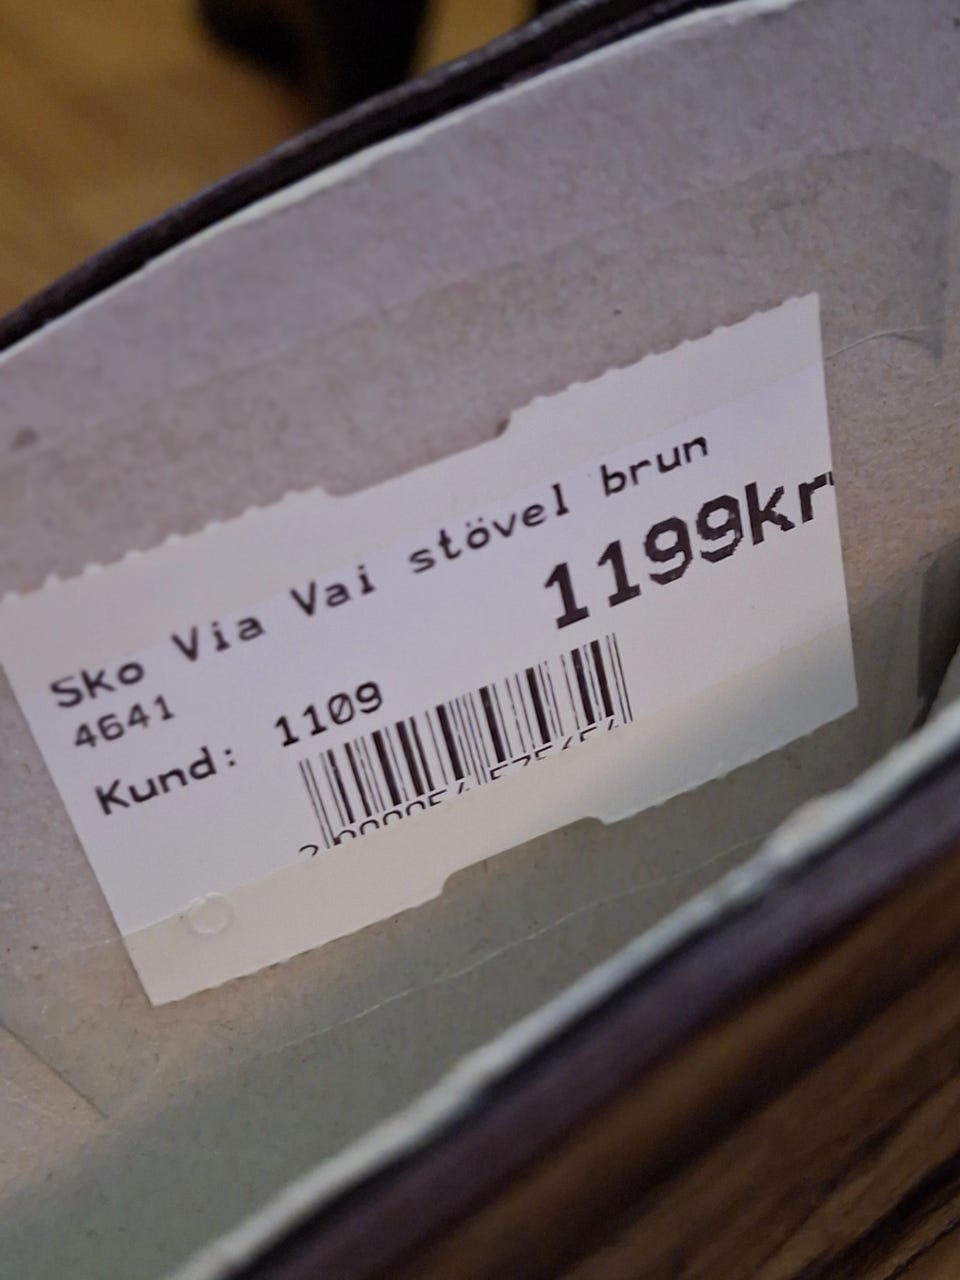 Sko Via Vai stövel brun
1199kr
4641
Kund: 1109